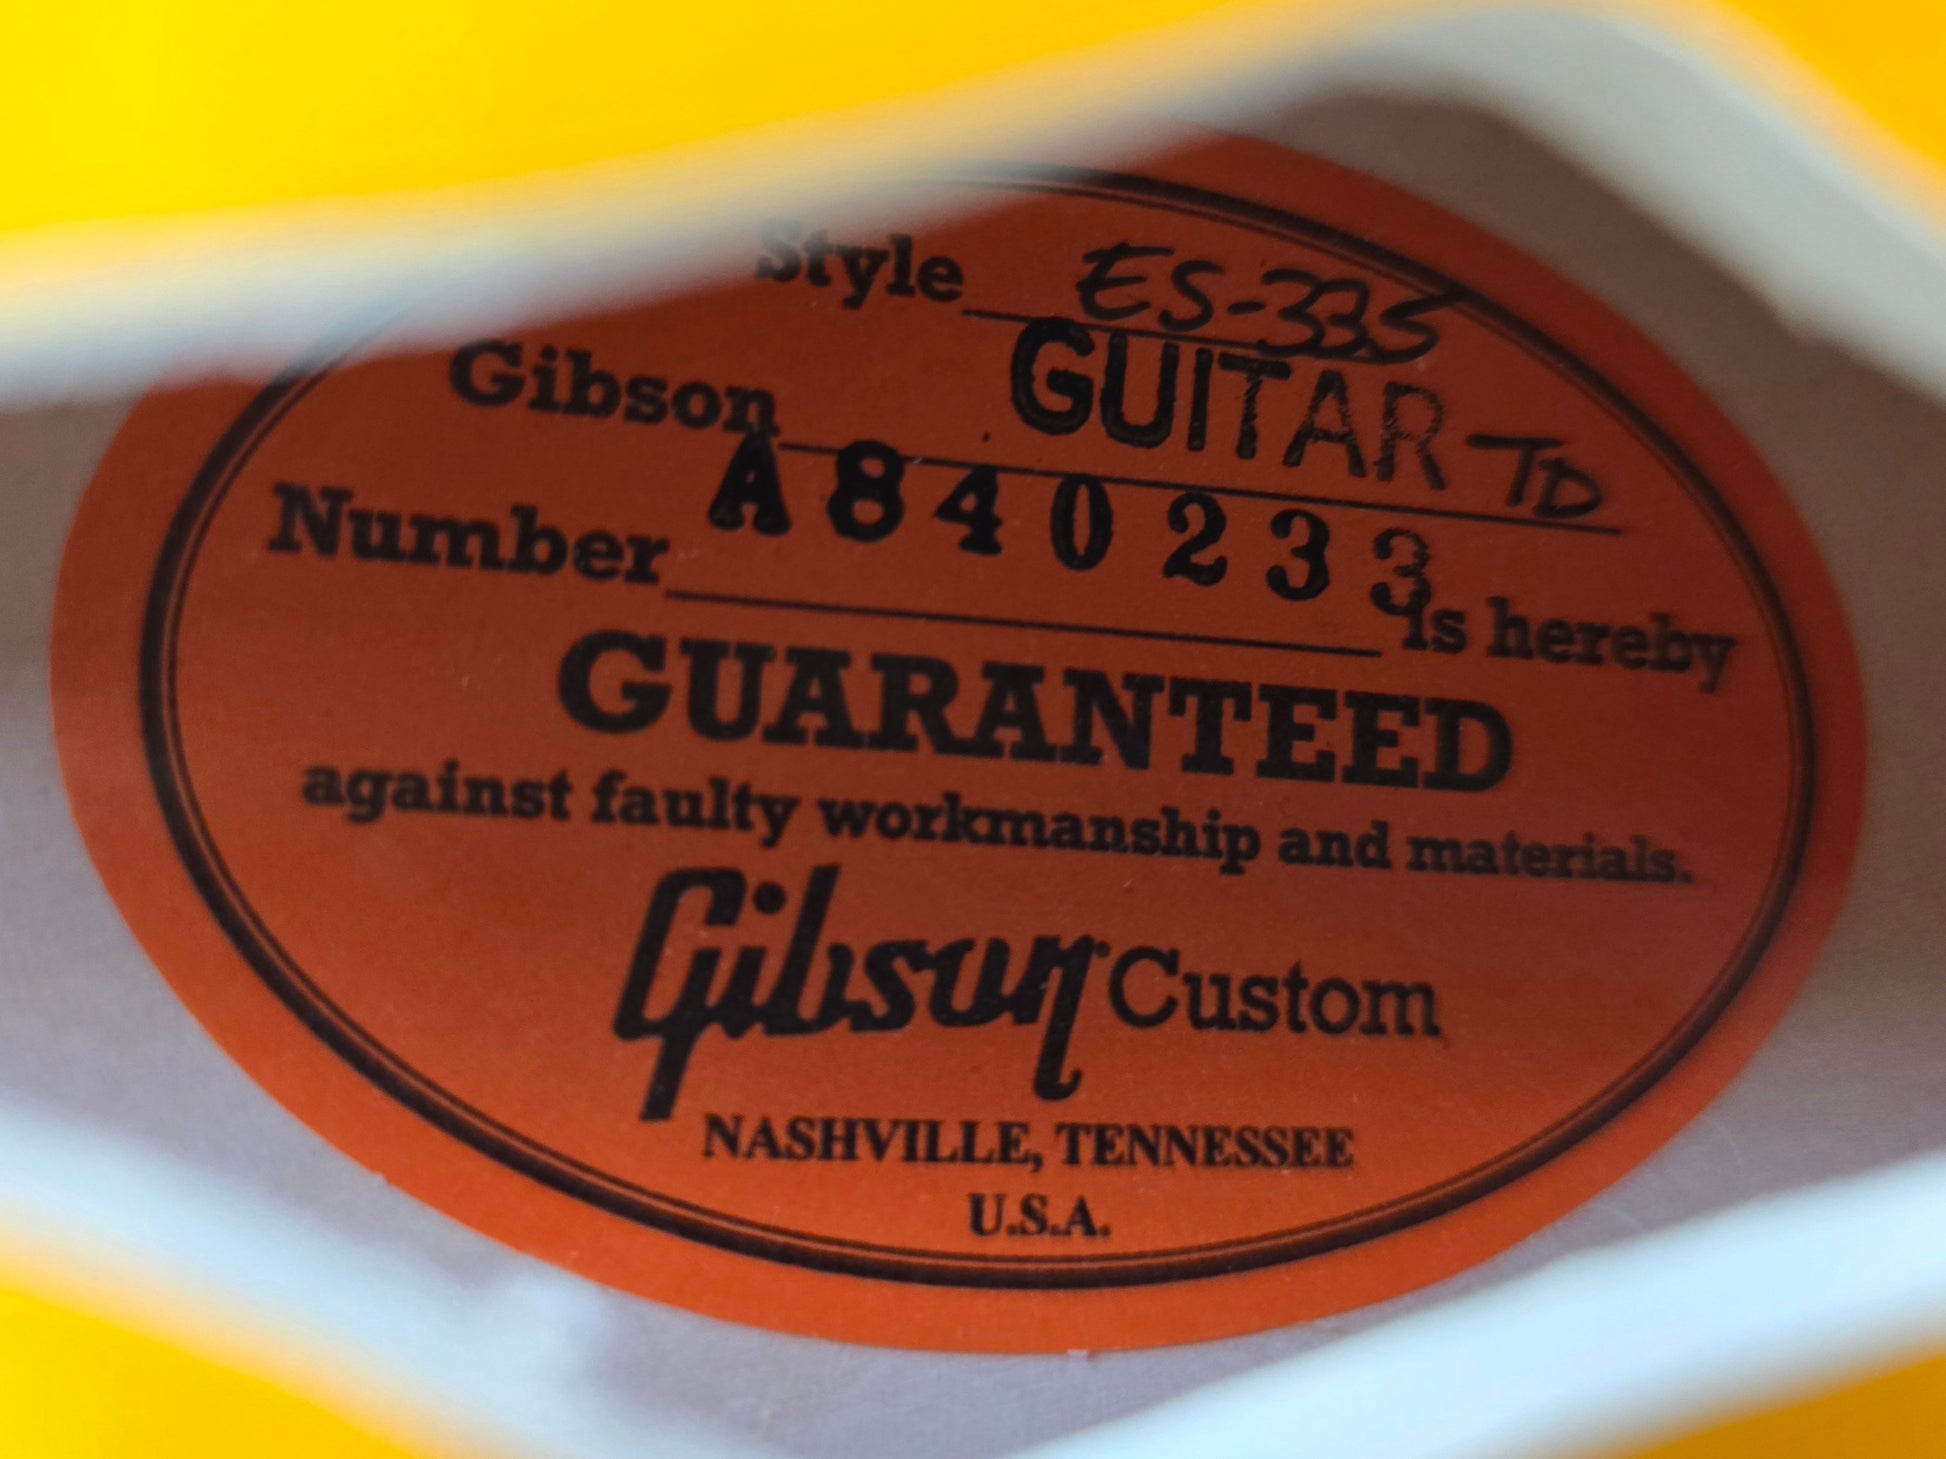 Style ES-335
Gibson GUITAR TD
Number A840233 is hereby
GUARANTEED
against faulty workmanship and materials.
Gibson Custom
NASHVILLE, TENNESSEE
U.S.A.